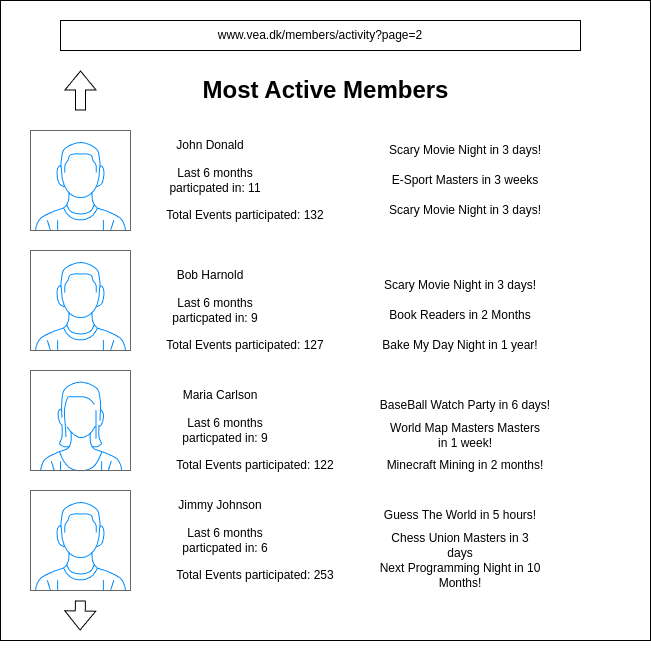 www.vea.dk/members/activity?page=2
Most Active Members
John Donald
Last 6 months
particpated in: 11
Total Events participated: 132
Scary Movie Night in 3 days!
E-Sport Masters in 3 weeks
Scary Movie Night in 3 days!
Bob Harnold
Last 6 months
particpated in: 9
Total Events participated: 127
Scary Movie Night in 3 days!
Book Readers in 2 Months
Bake My Day Night in 1 year!
Maria Carlson
Last 6 months
particpated in: 9
Total Events participated: 122
BaseBall Watch Party in 6 days!
World Map Masters Masters
in 1 week!
Minecraft Mining in 2 months!
Jimmy Johnson
Last 6 months
particpated in: 6
Total Events participated: 253
Guess The World in 5 hours!
Chess Union Masters in 3
days
Next Programming Night in 10
Months!